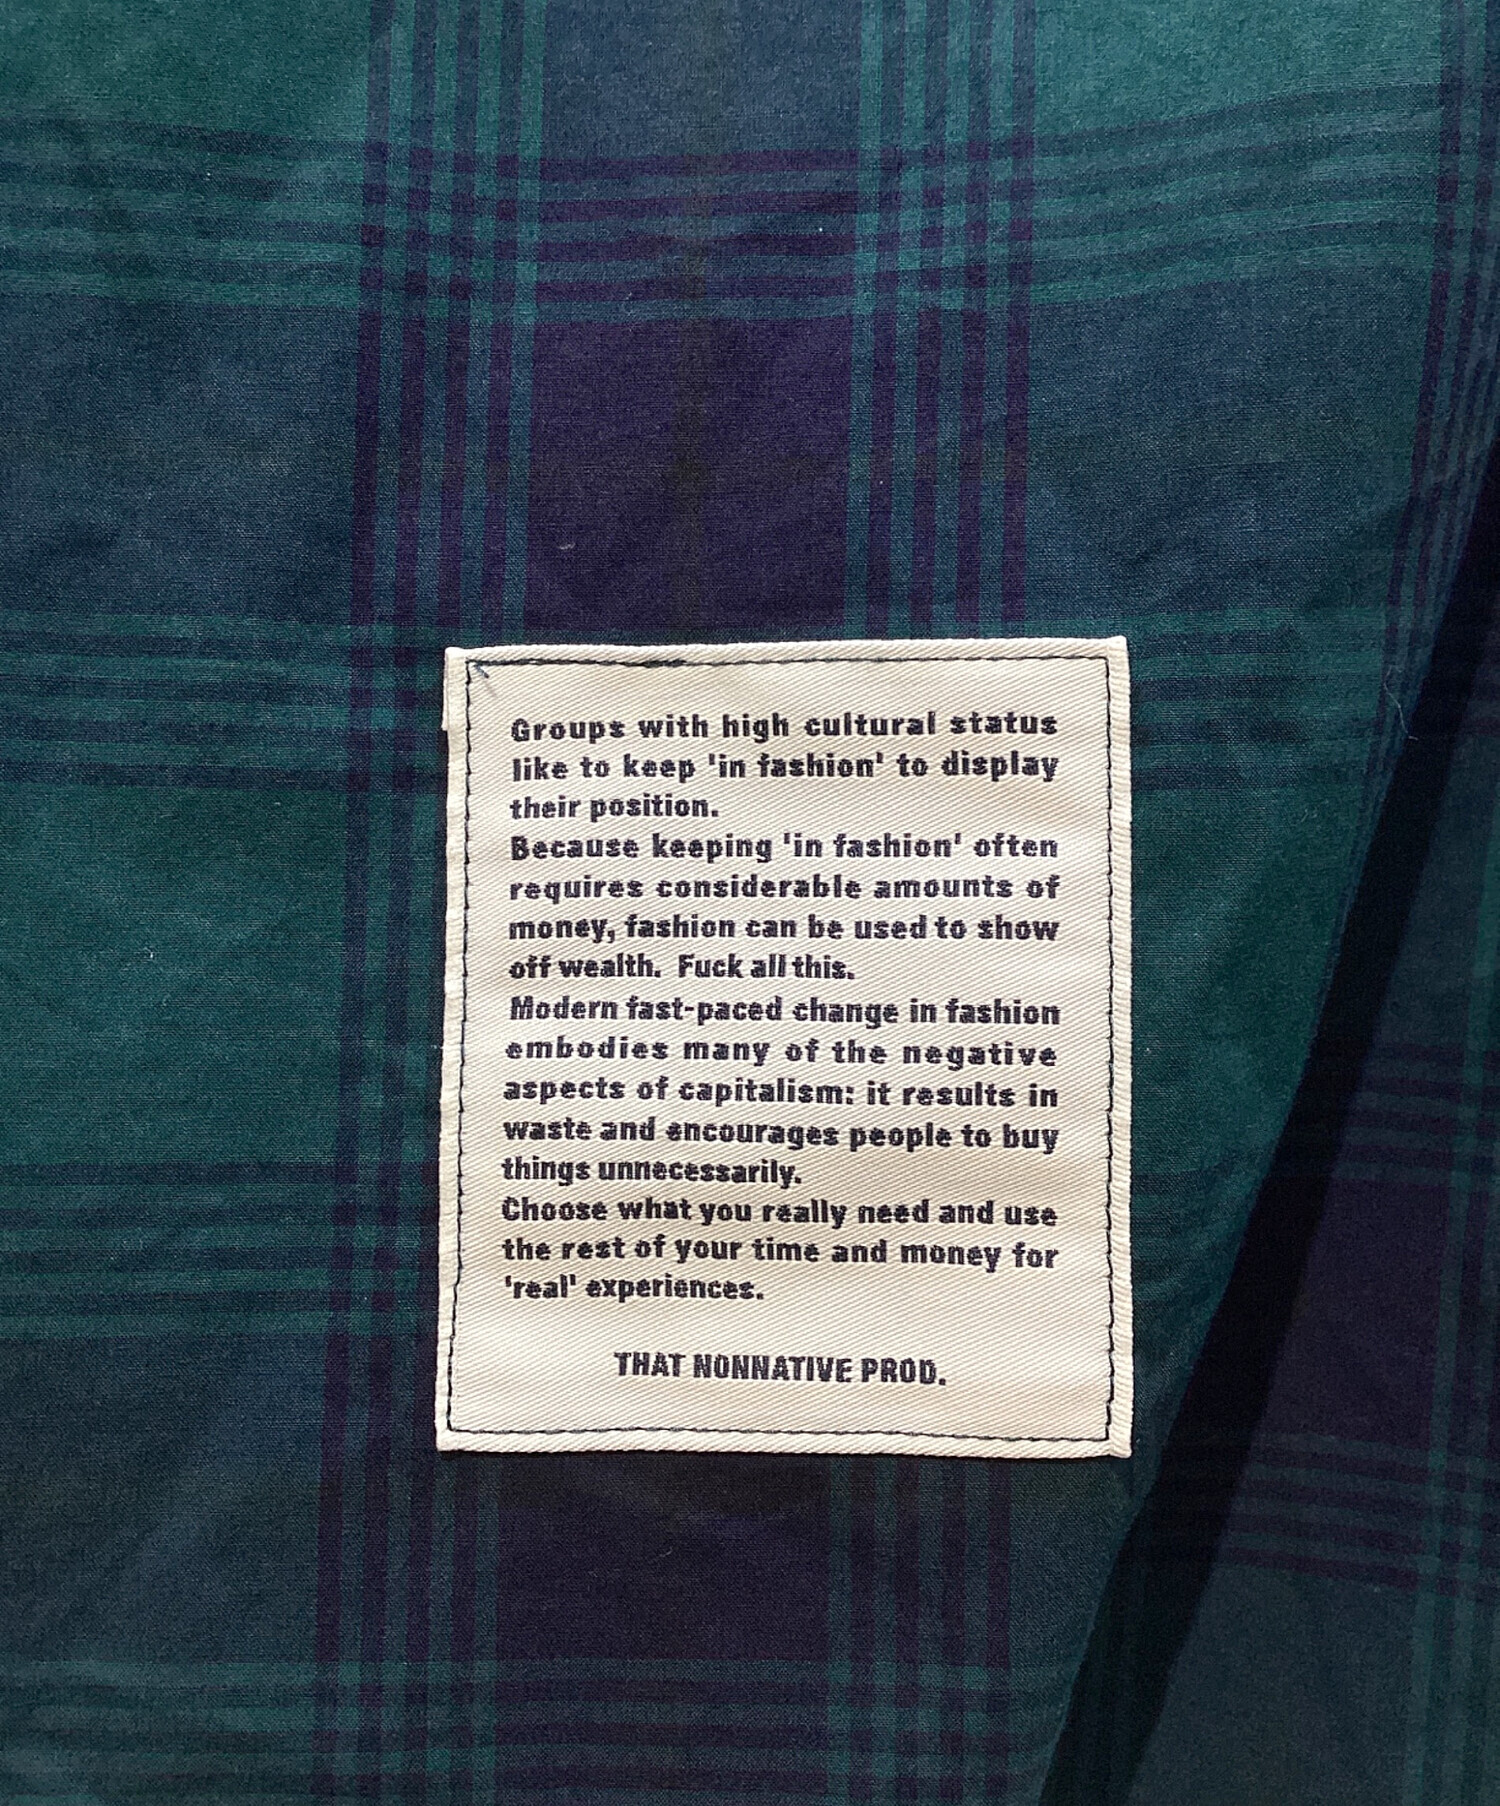 Groups with high cultural status
like to keep 'in fashion' to display
their position.
Because keeping 'in fashion' often
requires considerable amounts of
money, fashion can be used to show
off wealth. Fuck all this.
Modern fast-paced change in fashion
embodies many of the negative
aspects of capitalism: it results in
waste and encourages people to buy
things unnecessarily.
Choose what you really need and use
the rest of your time and money for
'real' experiences.
THAT NONNATIVE PROD.